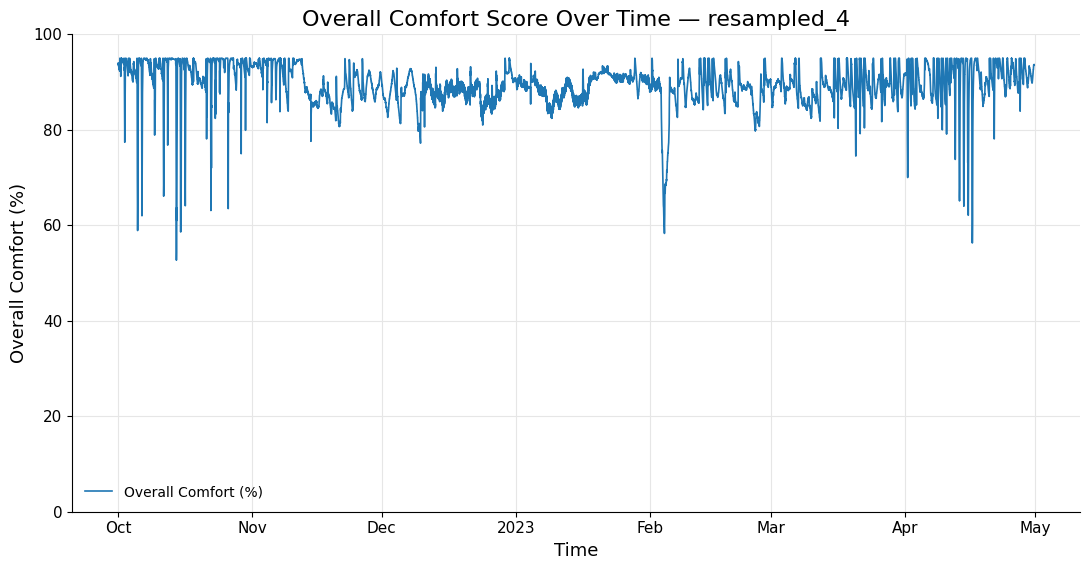 Overall Comfort Score Over Time — resampled_4
100
80
60
40
20
0
Overall Comfort (%)
Overall Comfort (%)
Oct Nov Dec 2023 Feb Mar Apr May
Time